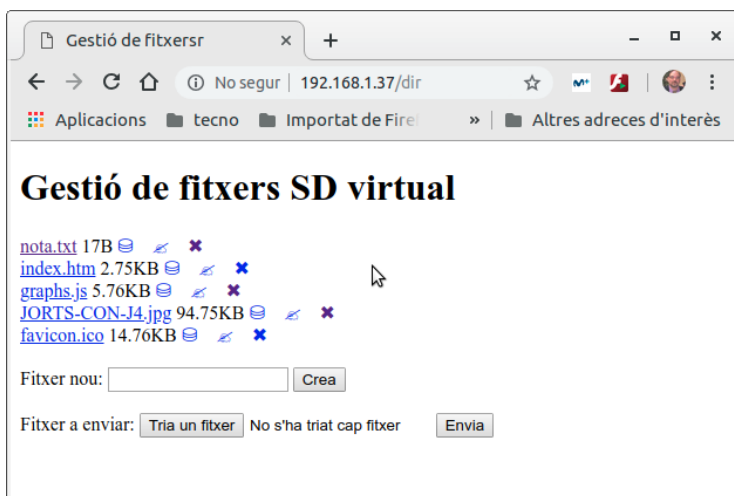 Gestió de fitxersr
No segur | 192.168.1.37/dir
Aplicacions tecno Importat de Firef » Altres adreces d'interès
Gestió de fitxers SD virtual
nota.txt 17B
index.htm 2.75KB
graphs.js 5.76KB
JORTS-CON-J4.jpg 94.75KB
favicon.ico 14.76KB
Fitxer nou: Crea
Fitxer a enviar: Tria un fitxer No s'ha triat cap fitxer Envia